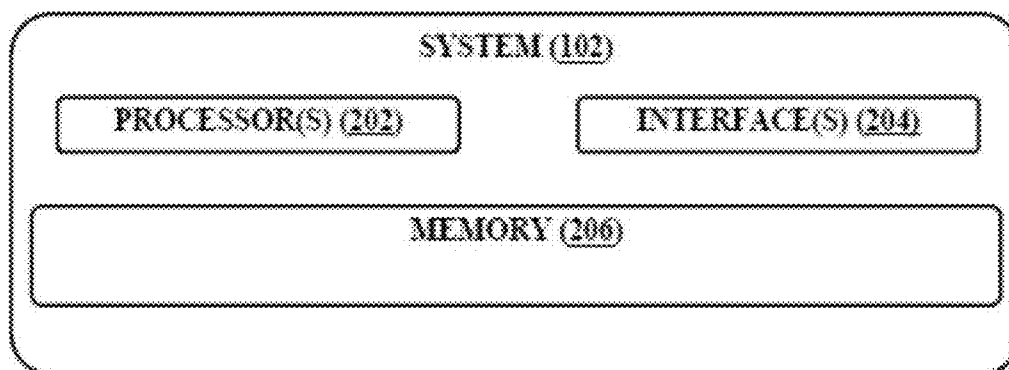 SYSTEM (102)
PROCESSOR(S) (202)
INTERFACE(S) (204)
MEMORY (206)